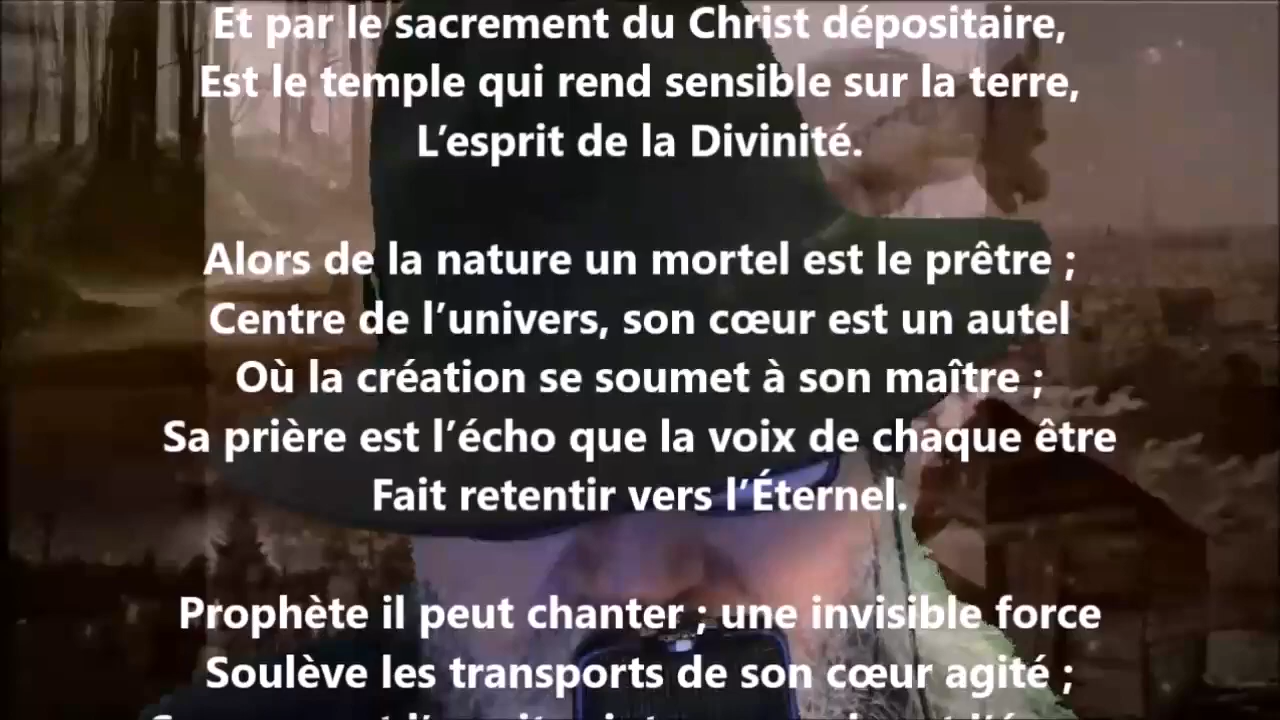 Et par le sacrement du Christ dépositaire,
Est le temple qui rend sensible sur la terre,
L’esprit de la Divinité.
Alors de la nature un mortel est le prêtre ;
Centre de l’univers, son cœur est un autel
Où la création se soumet à son maître ;
Sa prière est l’écho que la voix de chaque être
Fait retentir vers l’Éternel.
Prophète il peut chanter ; une invisible force
Soulève les transports de son cœur agité ;